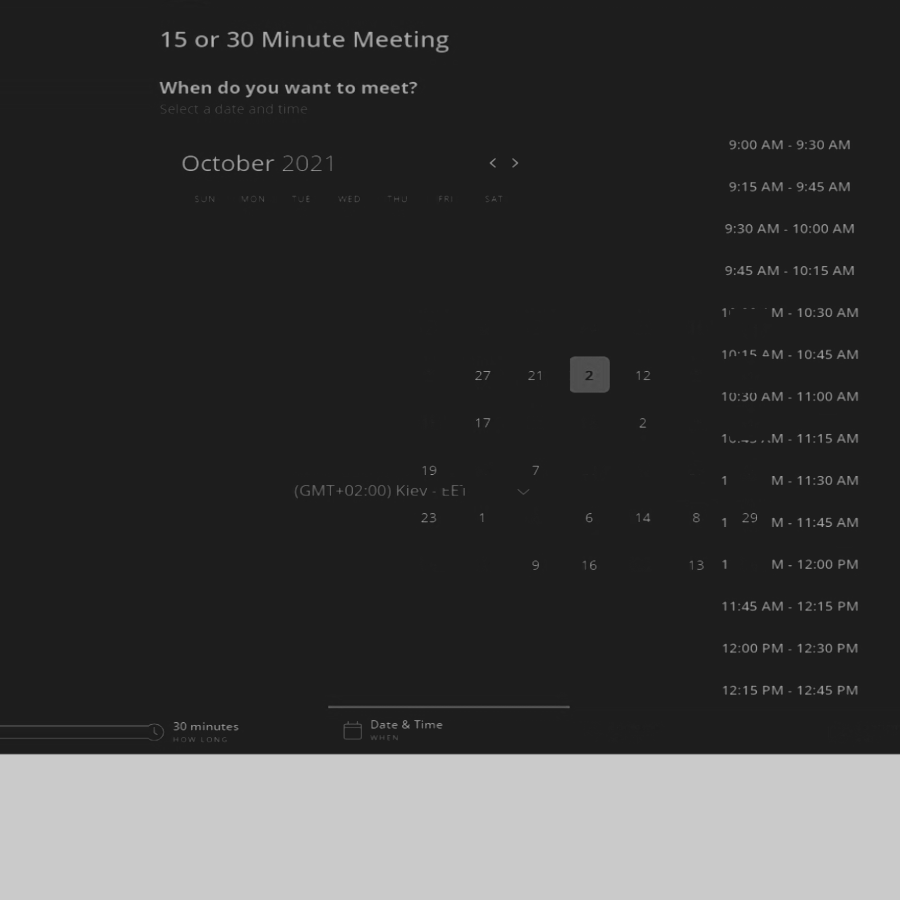 15 or 30 Minute Meeting
When do you want to meet?
Select a date and time
October 2021
SUN MON TUE WED THU FRI SAT
27 21 2 12
17 2
19 7
(GMT+02:00) Kiev - EET
23 1 6 14 8 29
9 16 13
9:00 AM - 9:30 AM
9:15 AM - 9:45 AM
9:30 AM - 10:00 AM
9:45 AM - 10:15 AM
M - 10:30 AM
10:15 AM - 10:45 AM
10:30 AM - 11:00 AM
M - 11:15 AM
1 M - 11:30 AM
1 M - 11:45 AM
1 M - 12:00 PM
11:45 AM - 12:15 PM
12:00 PM - 12:30 PM
12:15 PM - 12:45 PM
30 minutes
HOW LONG
Date & Time
WHEN